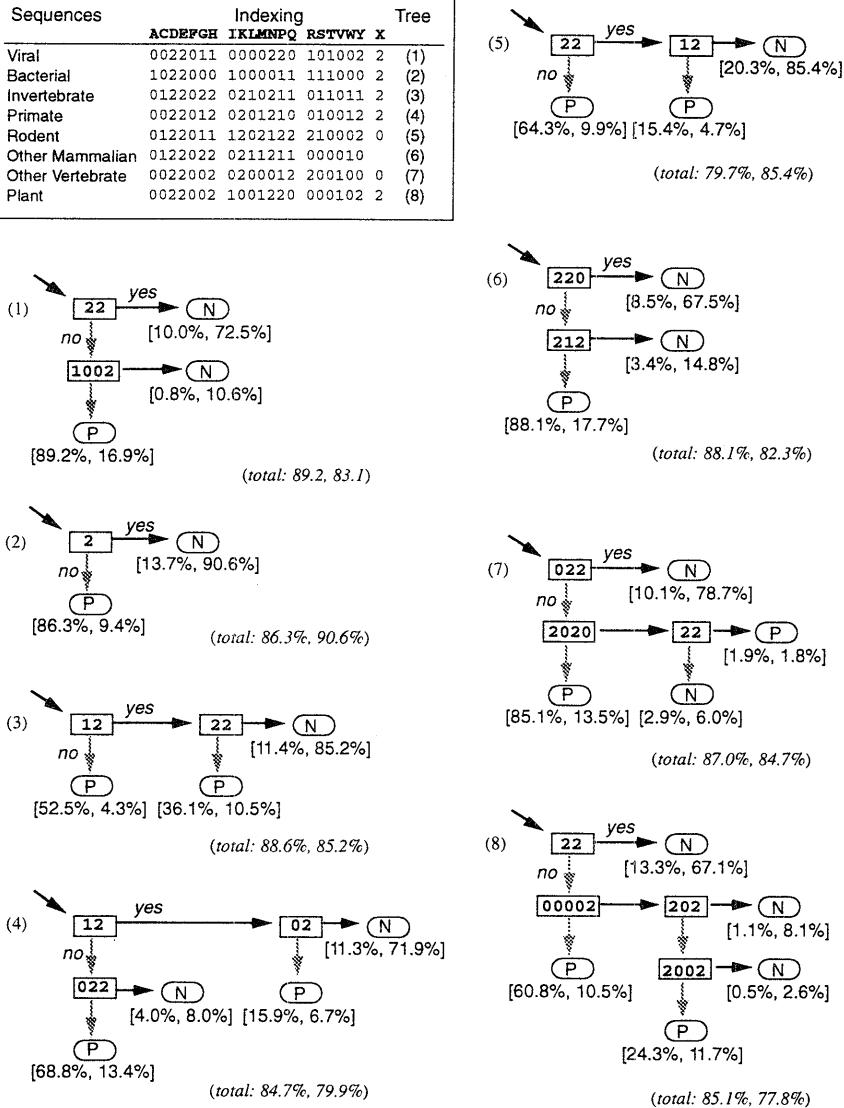 Sequences Indexing Tree
ACDEFGH IKLMNPQ RSTVWY X
Viral 0022011 0000220 101002 2 (1)
Bacterial 1022000 1000011 111000 2 (2)
Invertebrate 0122022 0210211 011011 2 (3)
Primate 0022012 0201210 010012 2 (4)
Rodent 0122011 1202122 210002 0 (5)
Other Mammalian 0122022 0211211 000010 (6)
Other Vertebrate 0022002 0200012 200100 0 (7)
Plant 0022002 1001220 000102 2 (8)
(1)
22 yes N
[10.0%, 72.5%]
no
1002 N
[0.8%, 10.6%]
P
[89.2%, 16.9%]
(total: 89.2, 83.1)
(2)
2 yes N
[13.7%, 90.6%]
no
P
[86.3%, 9.4%]
(total: 86.3%, 90.6%)
(3)
12 yes 22 N
[11.4%, 85.2%]
no
P P
[52.5%, 4.3%] [36.1%, 10.5%]
(total: 88.6%, 85.2%)
(4)
12 yes 02 N
[11.3%, 71.9%]
no
022 N P
[4.0%, 8.0%] [15.9%, 6.7%]
P
[68.8%, 13.4%]
(total: 84.7%, 79.9%)
(5)
22 yes 12 N
[20.3%, 85.4%]
no
P P
[64.3%, 9.9%] [15.4%, 4.7%]
(total: 79.7%, 85.4%)
(6)
220 yes N
[8.5%, 67.5%]
no
212 N
[3.4%, 14.8%]
P
[88.1%, 17.7%]
(total: 88.1%, 82.3%)
(7)
022 yes N
[10.1%, 78.7%]
no
2020 22 P
[1.9%, 1.8%]
P N
[85.1%, 13.5%] [2.9%, 6.0%]
(total: 87.0%, 84.7%)
(8)
22 yes N
[13.3%, 67.1%]
no
00002 202 N
[1.1%, 8.1%]
P 2002 N
[60.8%, 10.5%] [0.5%, 2.6%]
P
[24.3%, 11.7%]
(total: 85.1%, 77.8%)